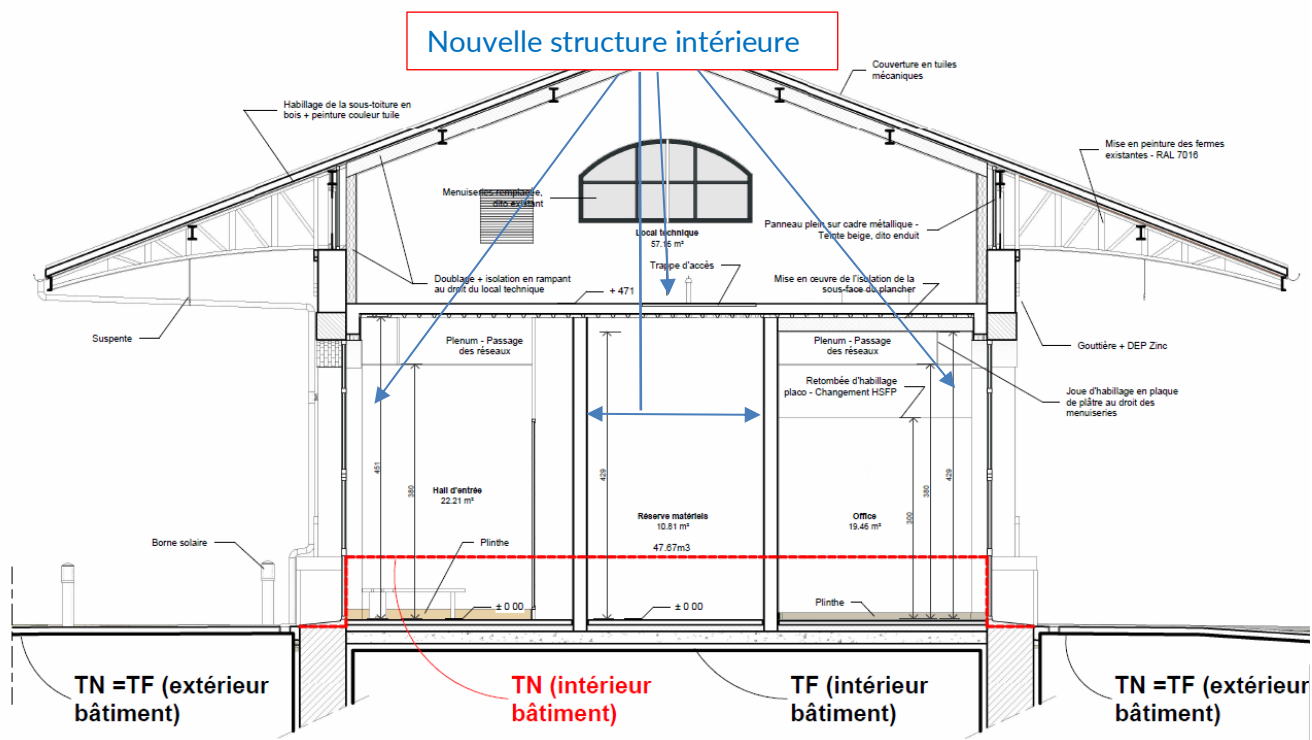 Nouvelle structure intérieure
Couverture en tuiles
mécaniques
Habillage de la sous-toiture en
bois + peinture couleur tuile
Mise en peinture des fermes
existantes - RAL 7016
Menuiseries remplacée,
dito existant
Local technique
57.16 m²
Panneau plein sur cadre métallique -
Teinte beige, dito enduit
Trappe d'accès
Doublage + isolation en rampant
au droit du local technique
+ 471
Mise en œuvre de l'isolation de la
sous-face du plancher
Suspente
Plenum - Passage
des réseaux
Plenum - Passage
des réseaux
Gouttière + DEP Zinc
Retombée d'habillage
placo - Changement HSFP
Joue d'habillage en plaque
de plâtre au droit des
menuiseries
451
380
429
300
380
429
Hall d'entrée
22.21 m²
Réserve matériels
10.81 m²
47.67m3
Office
19.46 m²
Borne solaire
Plinthe
± 0 00
± 0 00
Plinthe
TN =TF (extérieur
bâtiment)
TN (intérieur
bâtiment)
TF (intérieur
bâtiment)
TN =TF (extérieur
bâtiment)